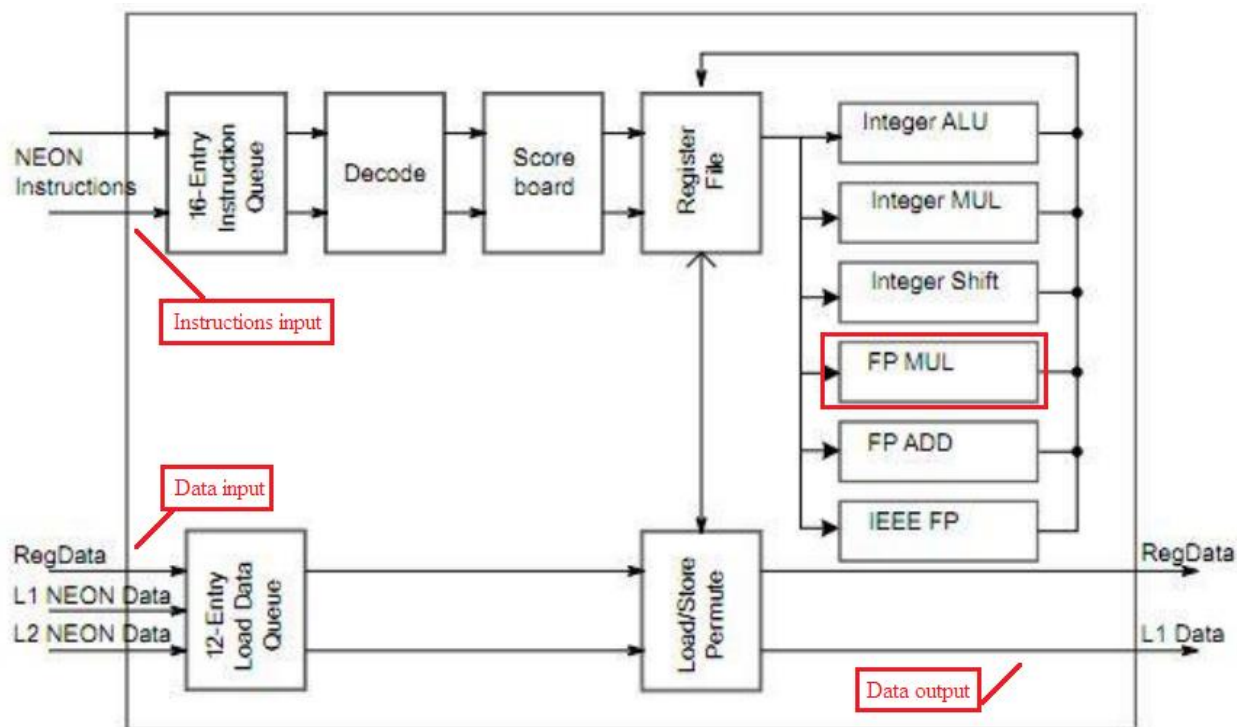 NEON
Instructions
16-Entry
Instruction
Queue
Decode
Score
board
Register
File
Integer ALU
Integer MUL
Integer Shift
FP MUL
FP ADD
IEEE FP
Instructions input
Data input
RegData
L1 NEON Data
L2 NEON Data
12-Entry
Load Data
Queue
Load/Store
Permute
RegData
L1 Data
Data output